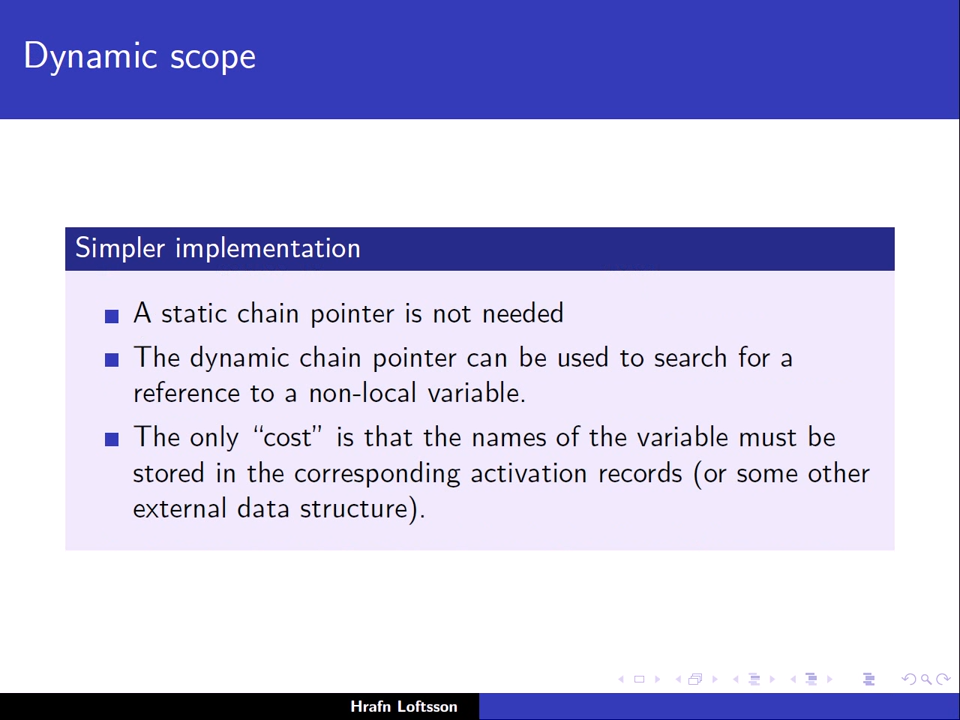 Dynamic scope
Simpler implementation
A static chain pointer is not needed
The dynamic chain pointer can be used to search for a
reference to a non-local variable.
The only “cost” is that the names of the variable must be
stored in the corresponding activation records (or some other
external data structure).
Hrafn Loftsson